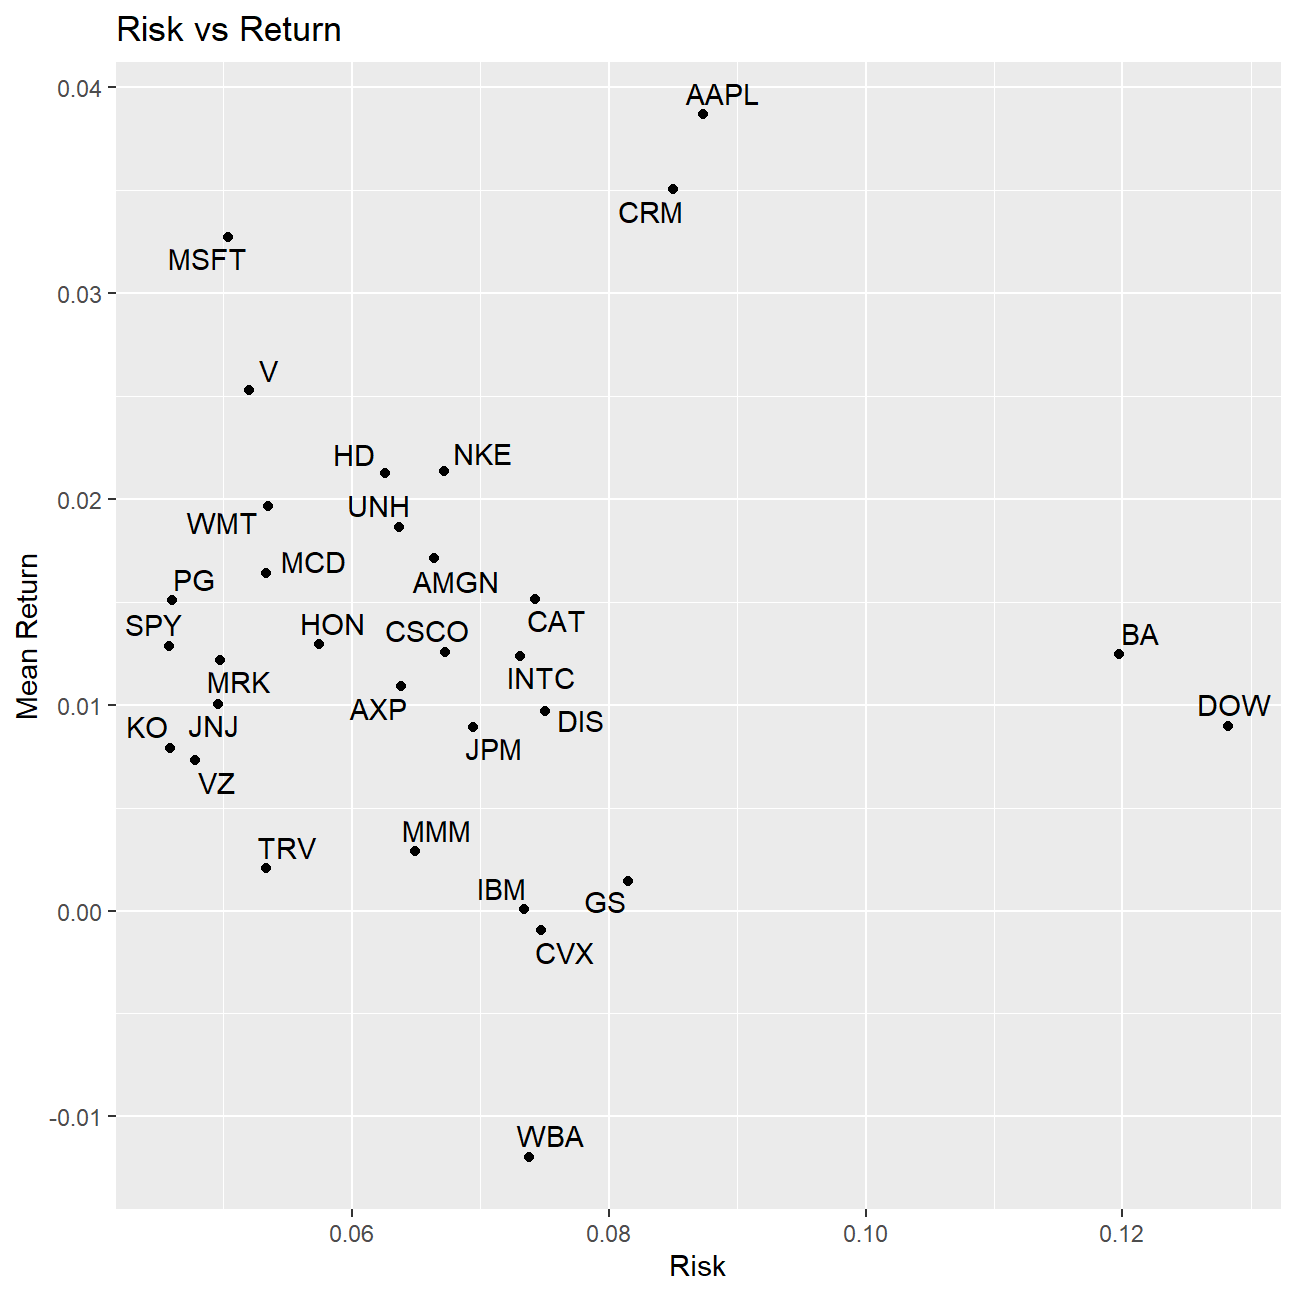 Risk vs Return
0.04
AAPL
CRM
MSFT
0.03
V
HD
NKE
UNH
0.02
WMT
MCD
PG
AMGN
SPY
HON
CSCO
CAT
BA
MRK
INTC
Mean Return
0.01
AXP
DOW
KO
JNJ
DIS
JPM
VZ
MMM
TRV
IBM
GS
0.00
CVX
-0.01
WBA
0.06
0.08
0.10
0.12
Risk